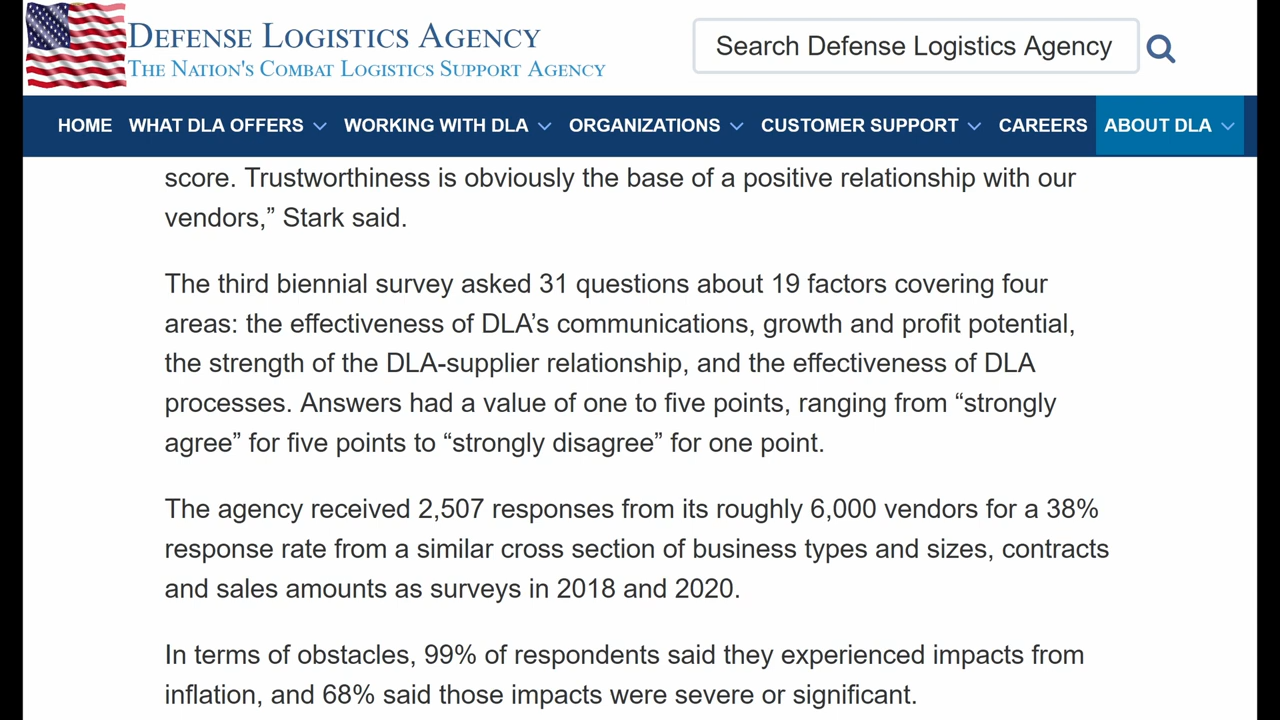 DEFENSE LOGISTICS AGENCY
THE NATION'S COMBAT LOGISTICS SUPPORT AGENCY
Search Defense Logistics Agency
HOME WHAT DLA OFFERS WORKING WITH DLA ORGANIZATIONS CUSTOMER SUPPORT CAREERS ABOUT DLA
score. Trustworthiness is obviously the base of a positive relationship with our
vendors,” Stark said.
The third biennial survey asked 31 questions about 19 factors covering four
areas: the effectiveness of DLA’s communications, growth and profit potential,
the strength of the DLA-supplier relationship, and the effectiveness of DLA
processes. Answers had a value of one to five points, ranging from “strongly
agree” for five points to “strongly disagree” for one point.
The agency received 2,507 responses from its roughly 6,000 vendors for a 38%
response rate from a similar cross section of business types and sizes, contracts
and sales amounts as surveys in 2018 and 2020.
In terms of obstacles, 99% of respondents said they experienced impacts from
inflation, and 68% said those impacts were severe or significant.